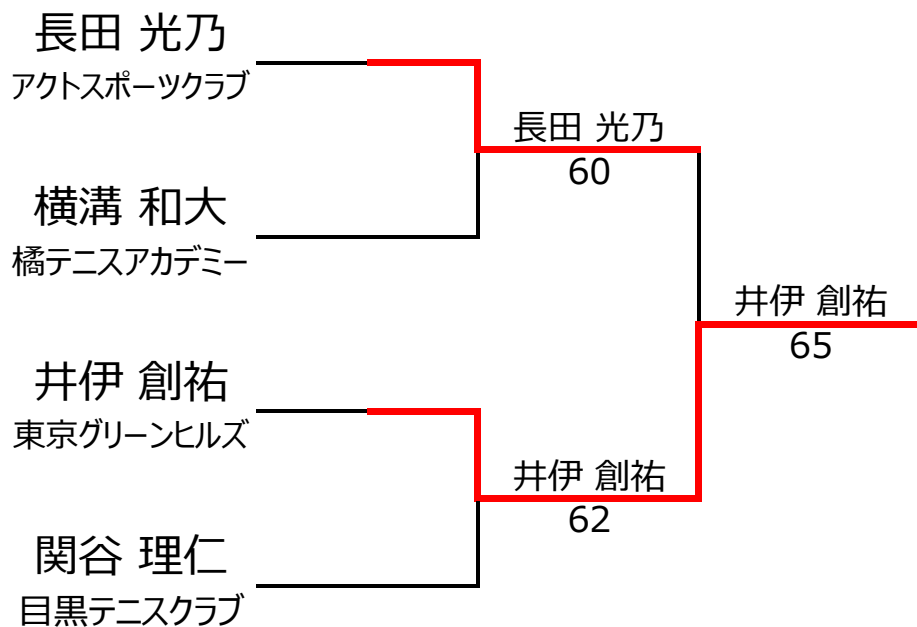 長田 光乃
アクトスポーツクラブ
長田 光乃
60
横溝 和大
橘テニスアカデミー
井伊 創祐
65
井伊 創祐
東京グリーンヒルズ
井伊 創祐
62
関谷 理仁
目黒テニスクラブ